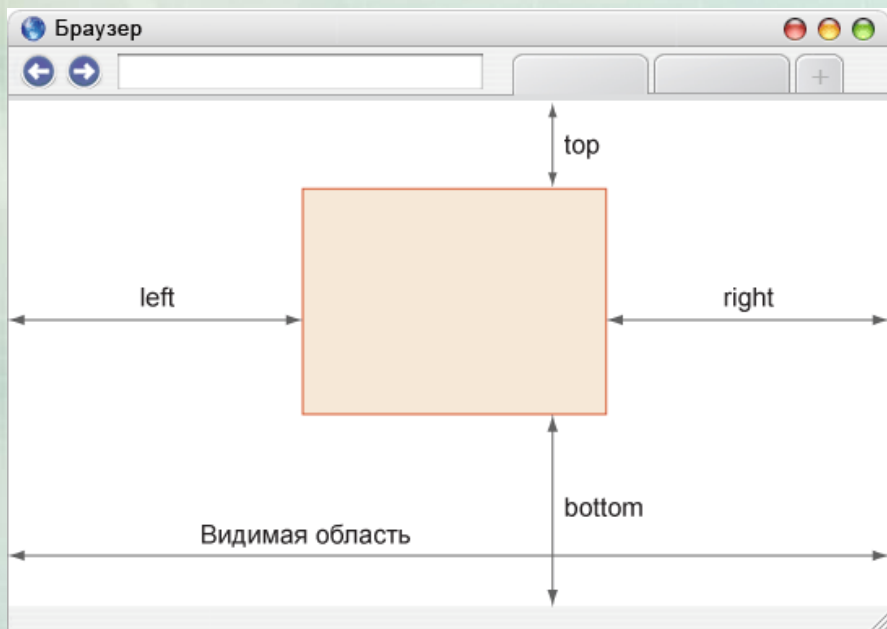 Браузер
+
top
left
right
bottom
Видимая область